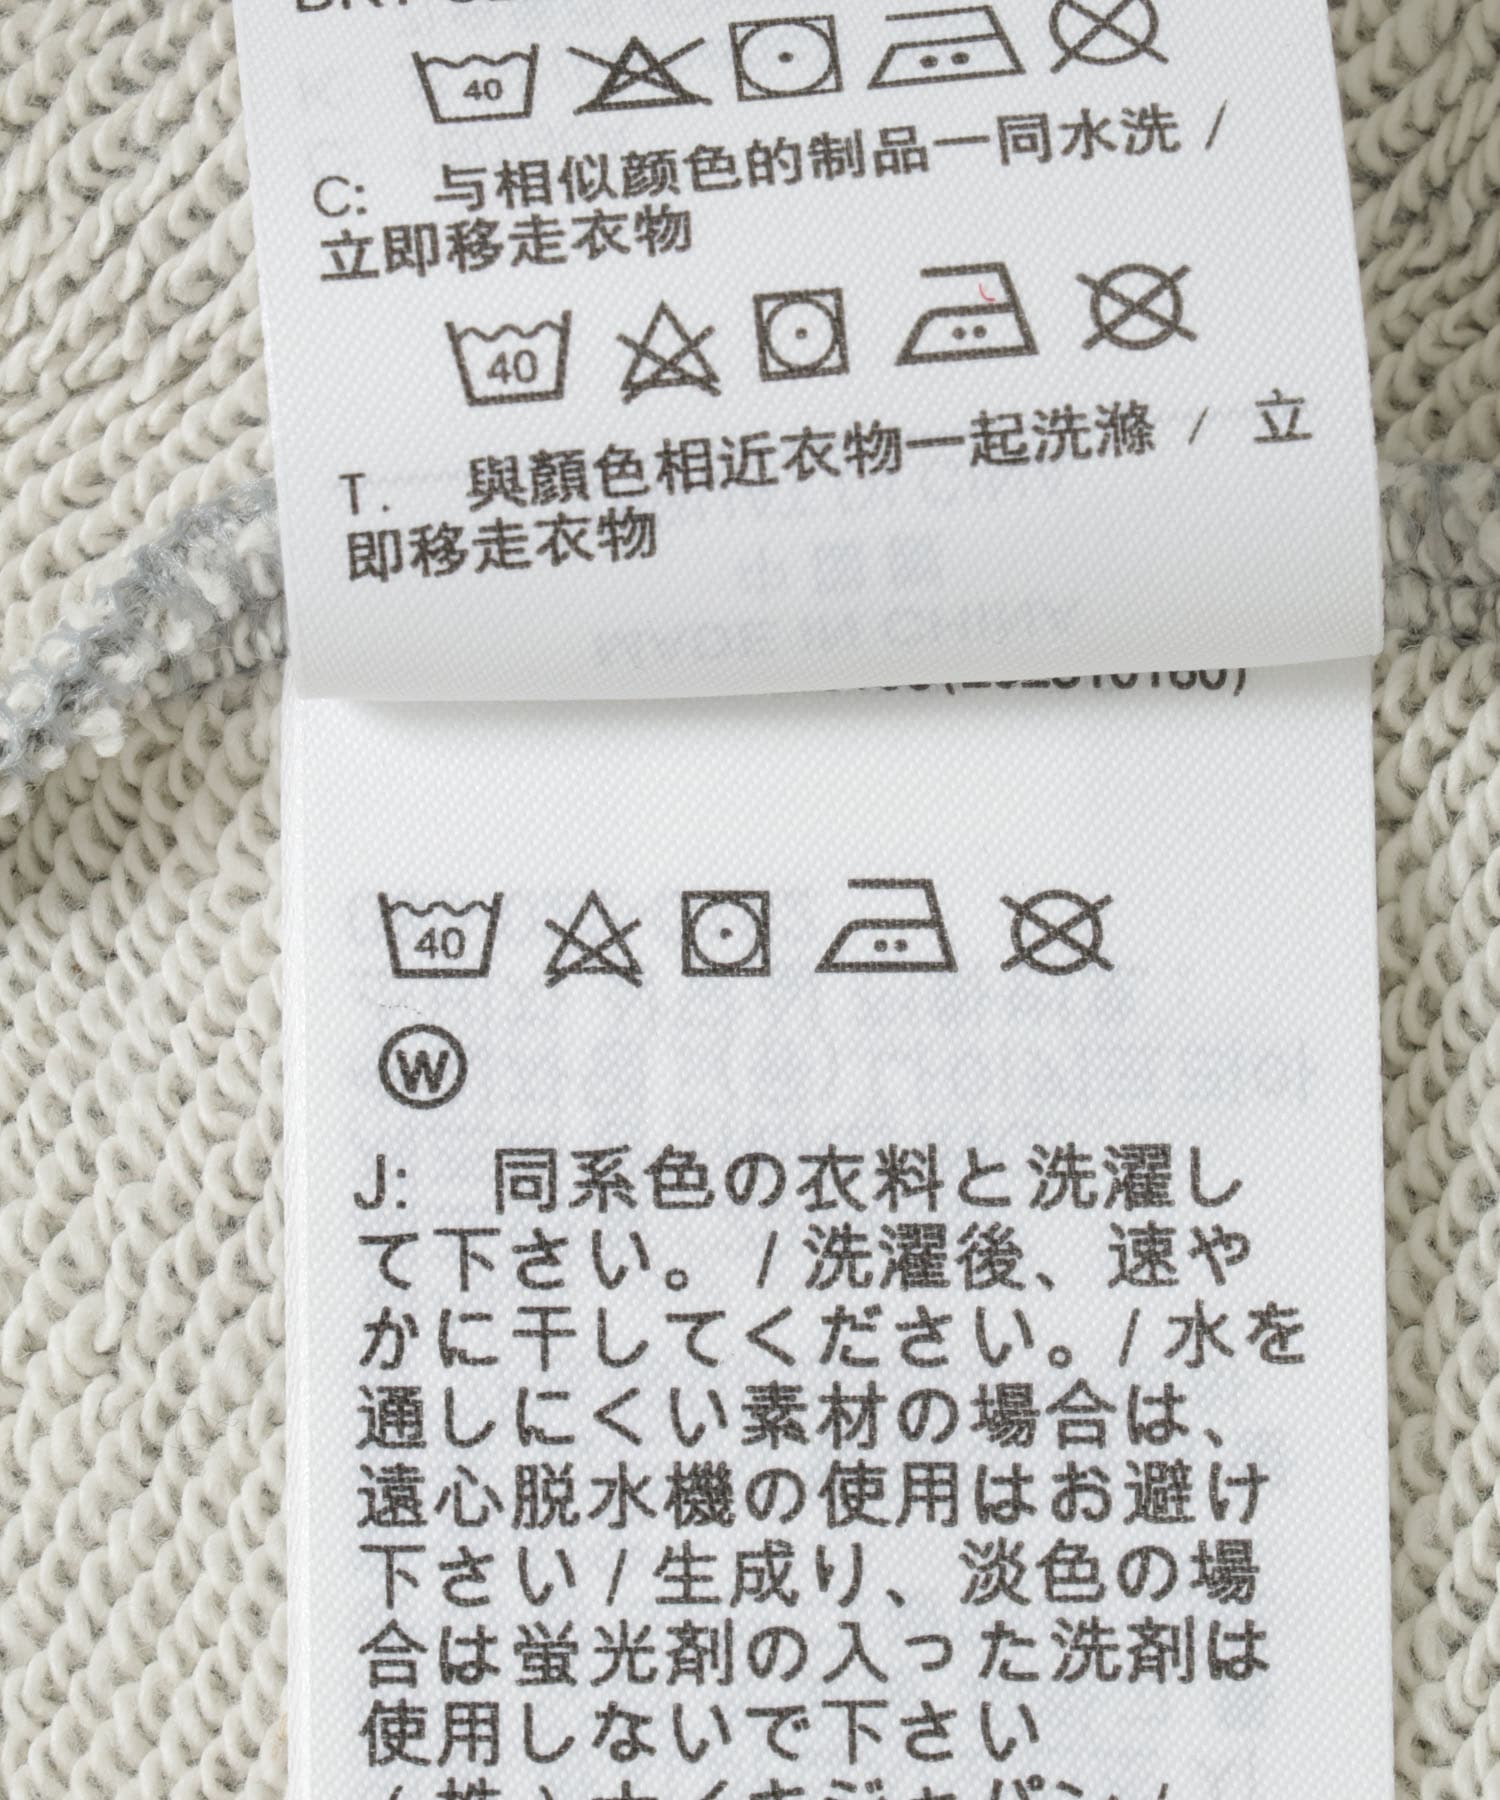 40
C: 与相似颜色的制品一同水洗 /
立即移走衣物
40
T. 與顏色相近衣物一起洗滌 / 立
即移走衣物
40
W
J: 同系色の衣料と洗濯し
て下さい。 / 洗濯後、速や
かに干してください。/ 水を
通しにくい素材の場合は、
遠心脱水機の使用はお避け
下さい / 生成り、淡色の場
合は蛍光剤の入った洗剤は
使用しないで下さい